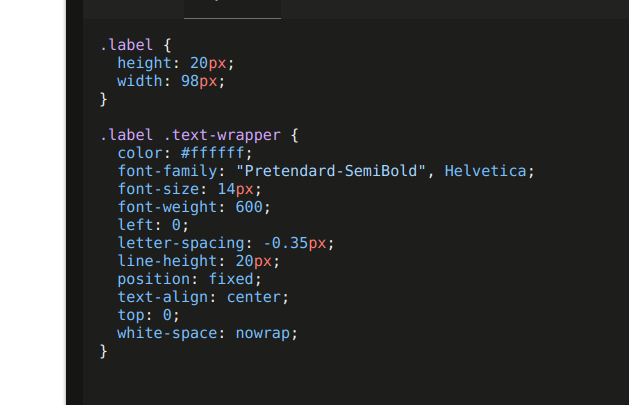 .label {
  height: 20px;
  width: 98px;
}

.label .text-wrapper {
  color: #ffffff;
  font-family: "Pretendard-SemiBold", Helvetica;
  font-size: 14px;
  font-weight: 600;
  left: 0;
  letter-spacing: -0.35px;
  line-height: 20px;
  position: fixed;
  text-align: center;
  top: 0;
  white-space: nowrap;
}